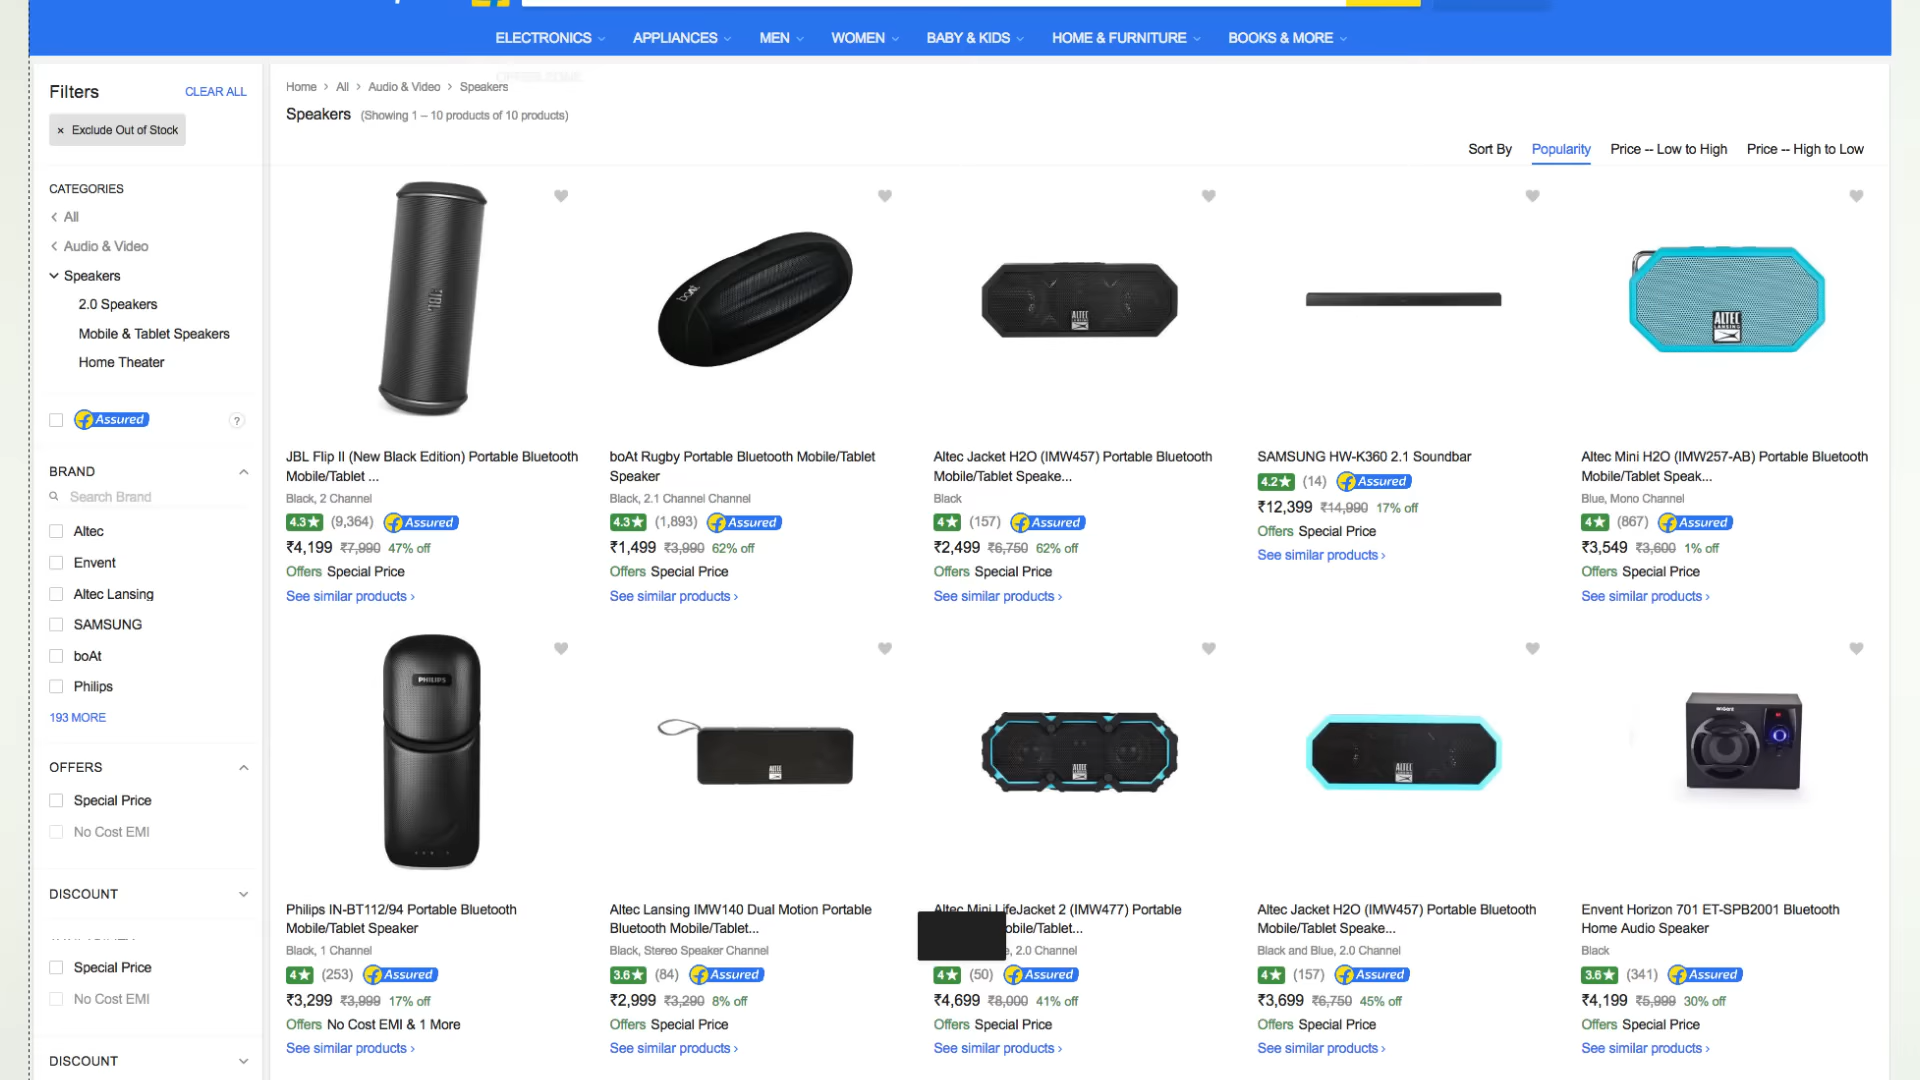 ELECTRONICS APPLIANCES MEN WOMEN BABY & KIDS HOME & FURNITURE BOOKS & MORE
Filters CLEAR ALL
× Exclude Out of Stock
CATEGORIES
All
Audio & Video
Speakers
2.0 Speakers
Mobile & Tablet Speakers
Home Theater
Assured ?
BRAND
Search Brand
Altec
Envent
Altec Lansing
SAMSUNG
boAt
Philips
193 MORE
OFFERS
Special Price
No Cost EMI
DISCOUNT
Special Price
No Cost EMI
DISCOUNT
Home > All > Audio & Video > Speakers
Speakers (Showing 1 – 10 products of 10 products)
Sort By Popularity Price -- Low to High Price -- High to Low
JBL
JBL Flip II (New Black Edition) Portable Bluetooth
Mobile/Tablet ...
Black, 2 Channel
4.3★ (9,364) Assured
₹4,199 ₹7,990 47% off
Offers Special Price
See similar products ›
boAt
boAt Rugby Portable Bluetooth Mobile/Tablet
Speaker
Black, 2.1 Channel Channel
4.3★ (1,893) Assured
₹1,499 ₹3,990 62% off
Offers Special Price
See similar products ›
ALTEC
Altec Jacket H2O (IMW457) Portable Bluetooth
Mobile/Tablet Speake...
Black
4★ (157) Assured
₹2,499 ₹6,750 62% off
Offers Special Price
See similar products ›
SAMSUNG HW-K360 2.1 Soundbar
4.2★ (14) Assured
₹12,399 ₹14,990 17% off
Offers Special Price
See similar products ›
ALTEC
LANSING
Altec Mini H2O (IMW257-AB) Portable Bluetooth
Mobile/Tablet Speak...
Blue, Mono Channel
4★ (867) Assured
₹3,549 ₹3,600 1% off
Offers Special Price
See similar products ›
PHILIPS
Philips IN-BT112/94 Portable Bluetooth
Mobile/Tablet Speaker
Black, 1 Channel
4★ (253) Assured
₹3,299 ₹3,999 17% off
Offers No Cost EMI & 1 More
See similar products ›
ALTEC
Altec Lansing IMW140 Dual Motion Portable
Bluetooth Mobile/Tablet...
Black, Stereo Speaker Channel
3.6★ (84) Assured
₹2,999 ₹3,290 8% off
Offers Special Price
See similar products ›
ALTEC
Altec Mini LifeJacket 2 (IMW477) Portable
obile/Tablet...
, 2.0 Channel
4★ (50) Assured
₹4,699 ₹8,000 41% off
Offers Special Price
See similar products ›
ALTEC
Altec Jacket H2O (IMW457) Portable Bluetooth
Mobile/Tablet Speake...
Black and Blue, 2.0 Channel
4★ (157) Assured
₹3,699 ₹6,750 45% off
Offers Special Price
See similar products ›
envent
Envent Horizon 701 ET-SPB2001 Bluetooth
Home Audio Speaker
Black
3.6★ (341) Assured
₹4,199 ₹5,999 30% off
Offers Special Price
See similar products ›